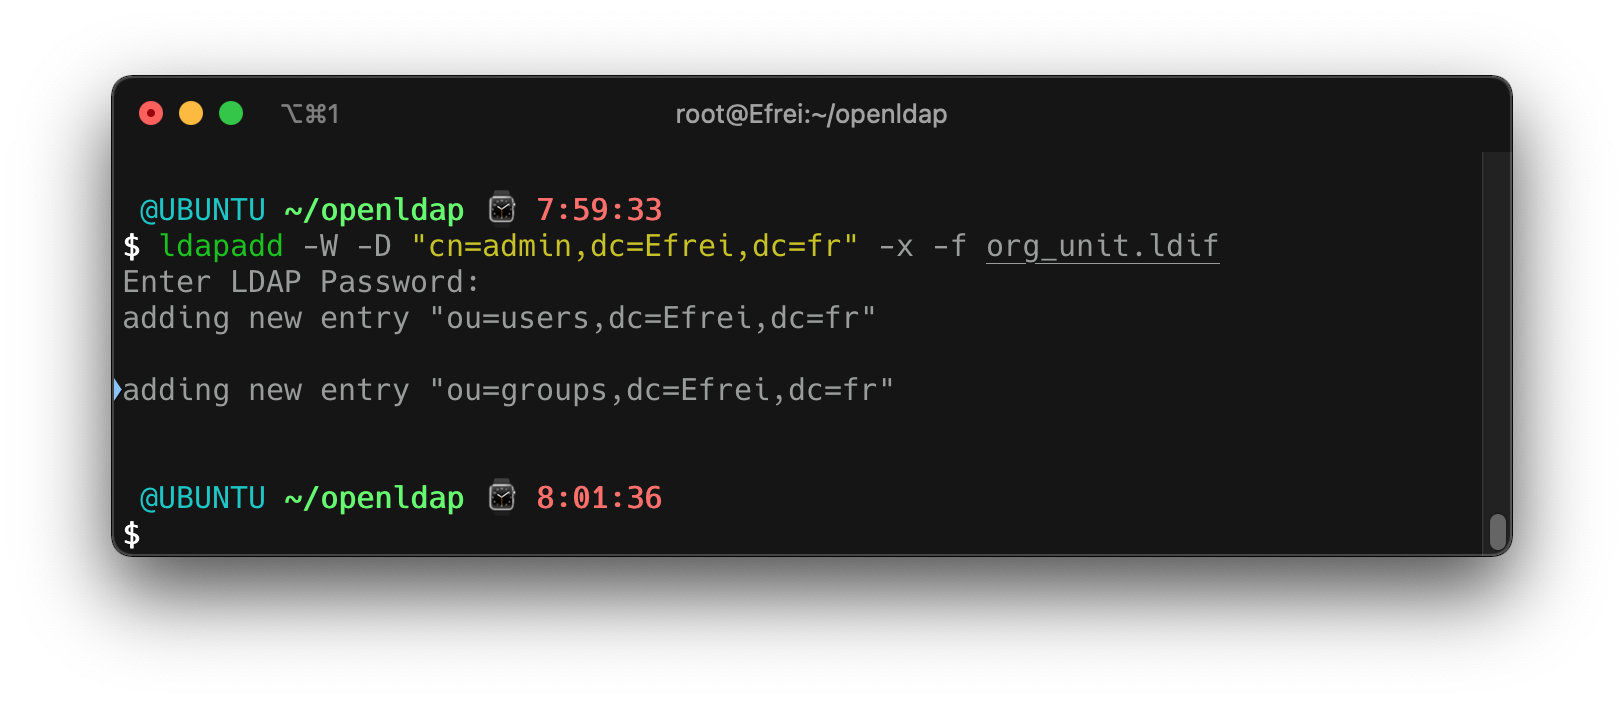 ⌥⌘1
root@Efrei:~/openldap
@UBUNTU ~/openldap ⌚ 7:59:33
$ ldapadd -W -D "cn=admin,dc=Efrei,dc=fr" -x -f org_unit.ldif
Enter LDAP Password:
adding new entry "ou=users,dc=Efrei,dc=fr"
adding new entry "ou=groups,dc=Efrei,dc=fr"
@UBUNTU ~/openldap ⌚ 8:01:36
$